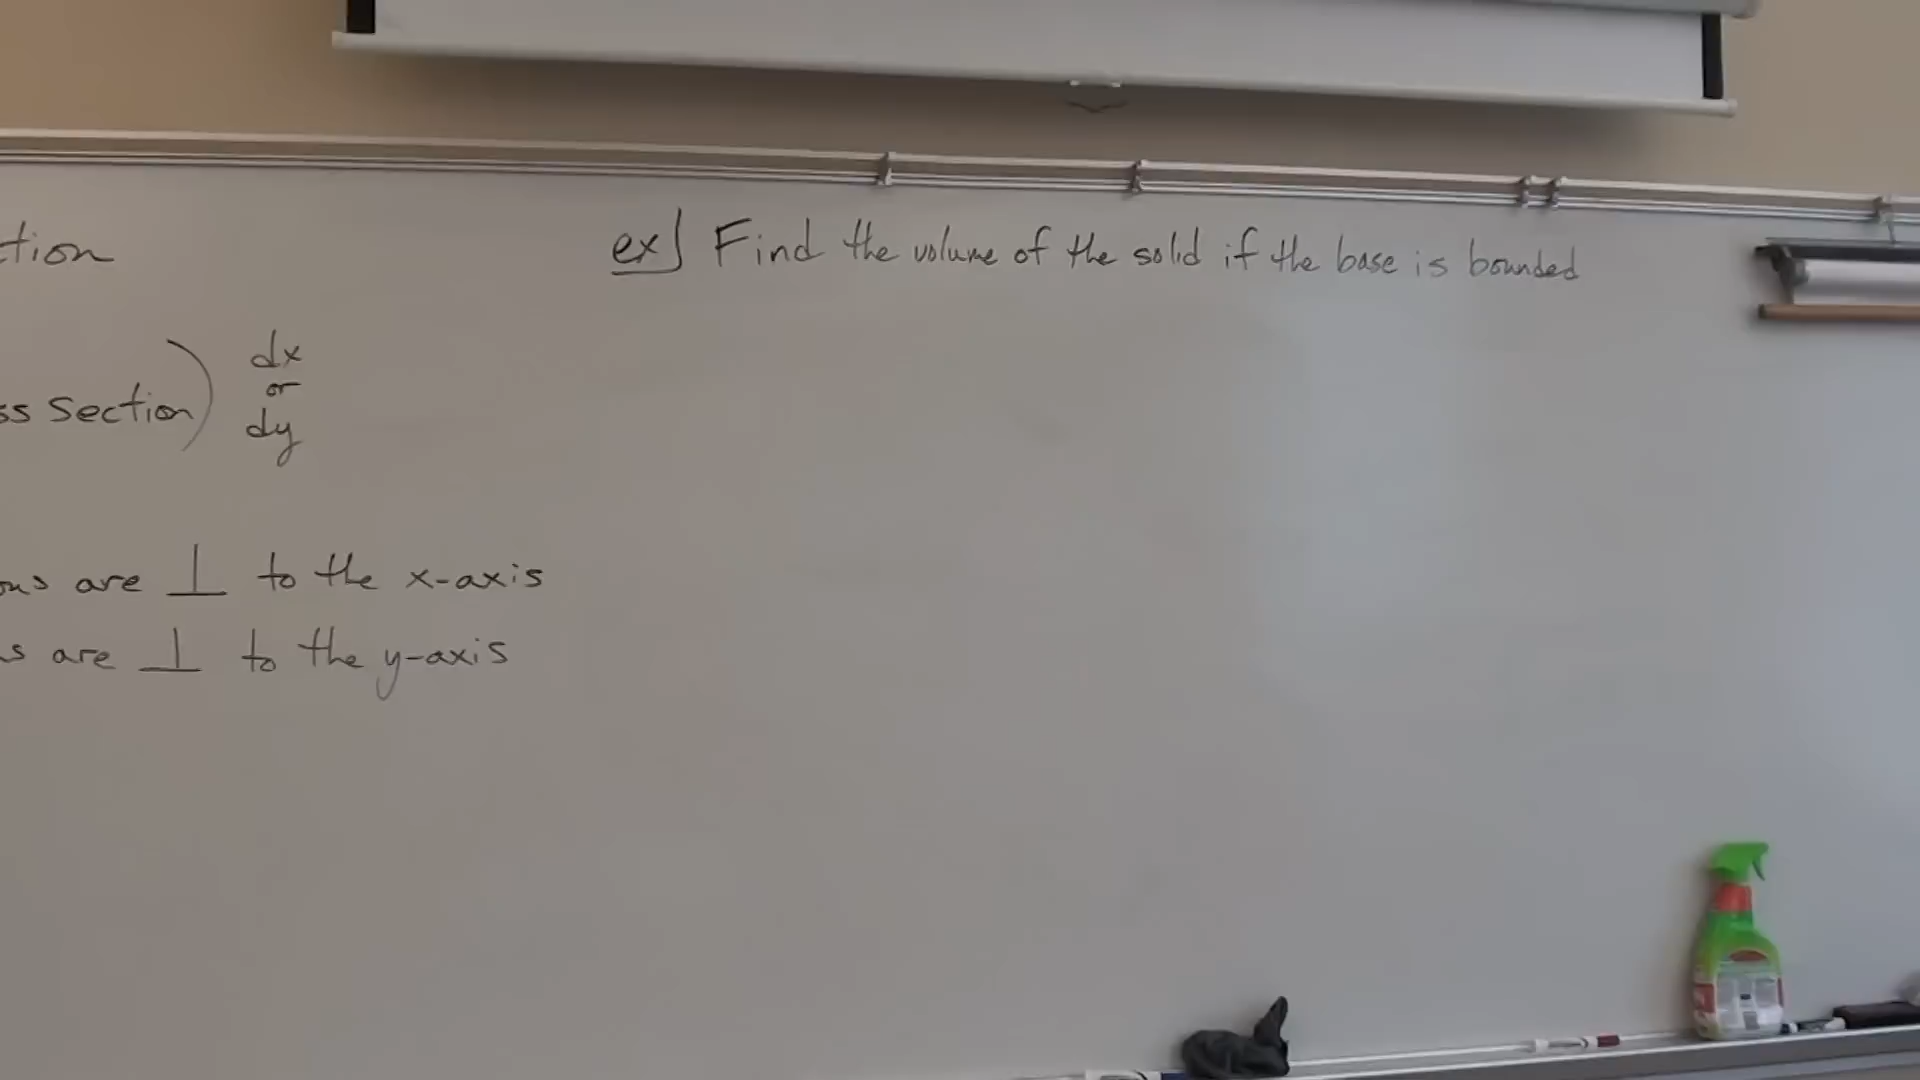 tion
dx
or
dy
ss section)
ons are ⊥ to the x-axis
s are ⊥ to the y-axis
ex) Find the volume of the solid if the base is bounded